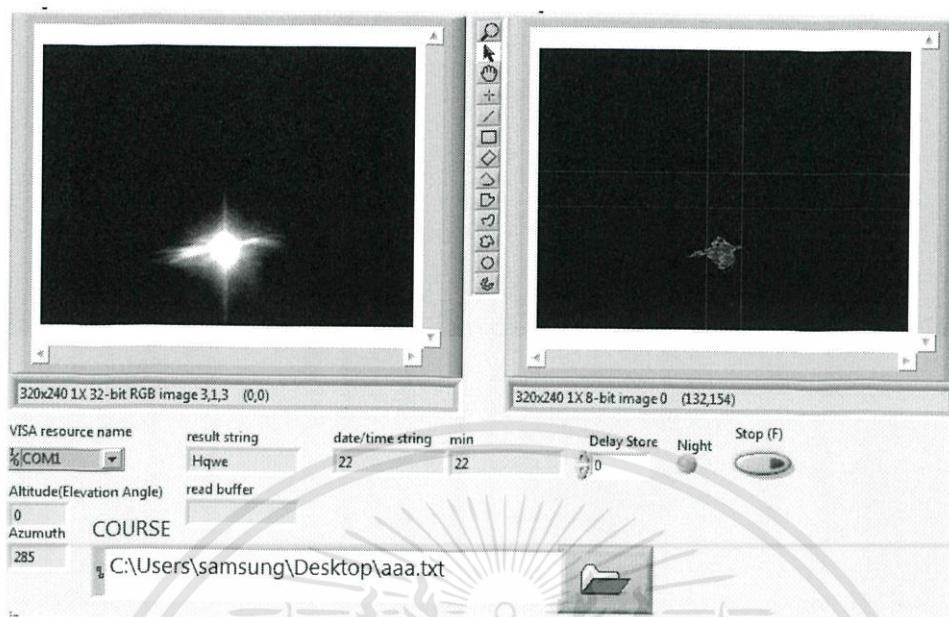 320x240 1X 32-bit RGB image 3,1,3 (0,0)
320x240 1X 8-bit image 0 (132,154)
VISA resource name
result string
date/time string
min
Delay Store
Night
Stop (F)
COM1
Hqwe
22
22
0
Altitude(Elevation Angle)
read buffer
0
Azumuth
COURSE
285
C:\Users\samsung\Desktop\aaa.txt